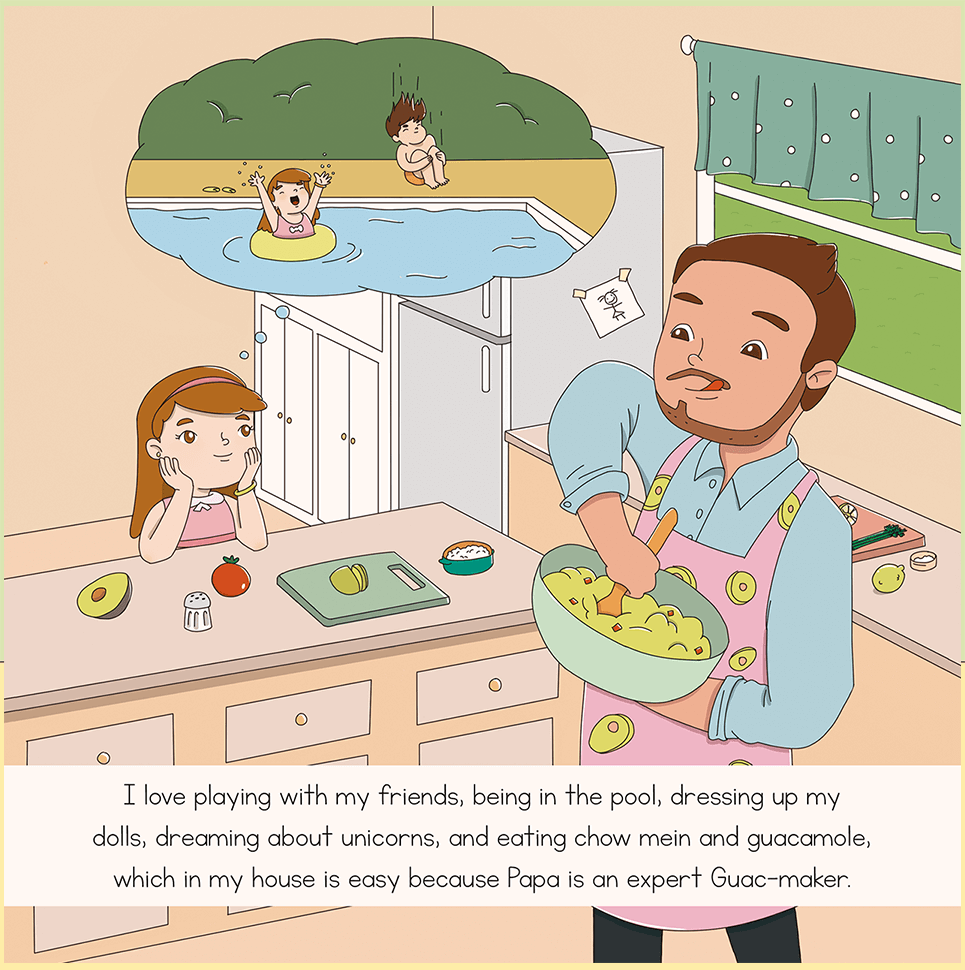 I love playing with my friends, being in the pool, dressing up my
dolls, dreaming about unicorns, and eating chow mein and guacamole,
which in my house is easy because Papa is an expert Guac-maker.